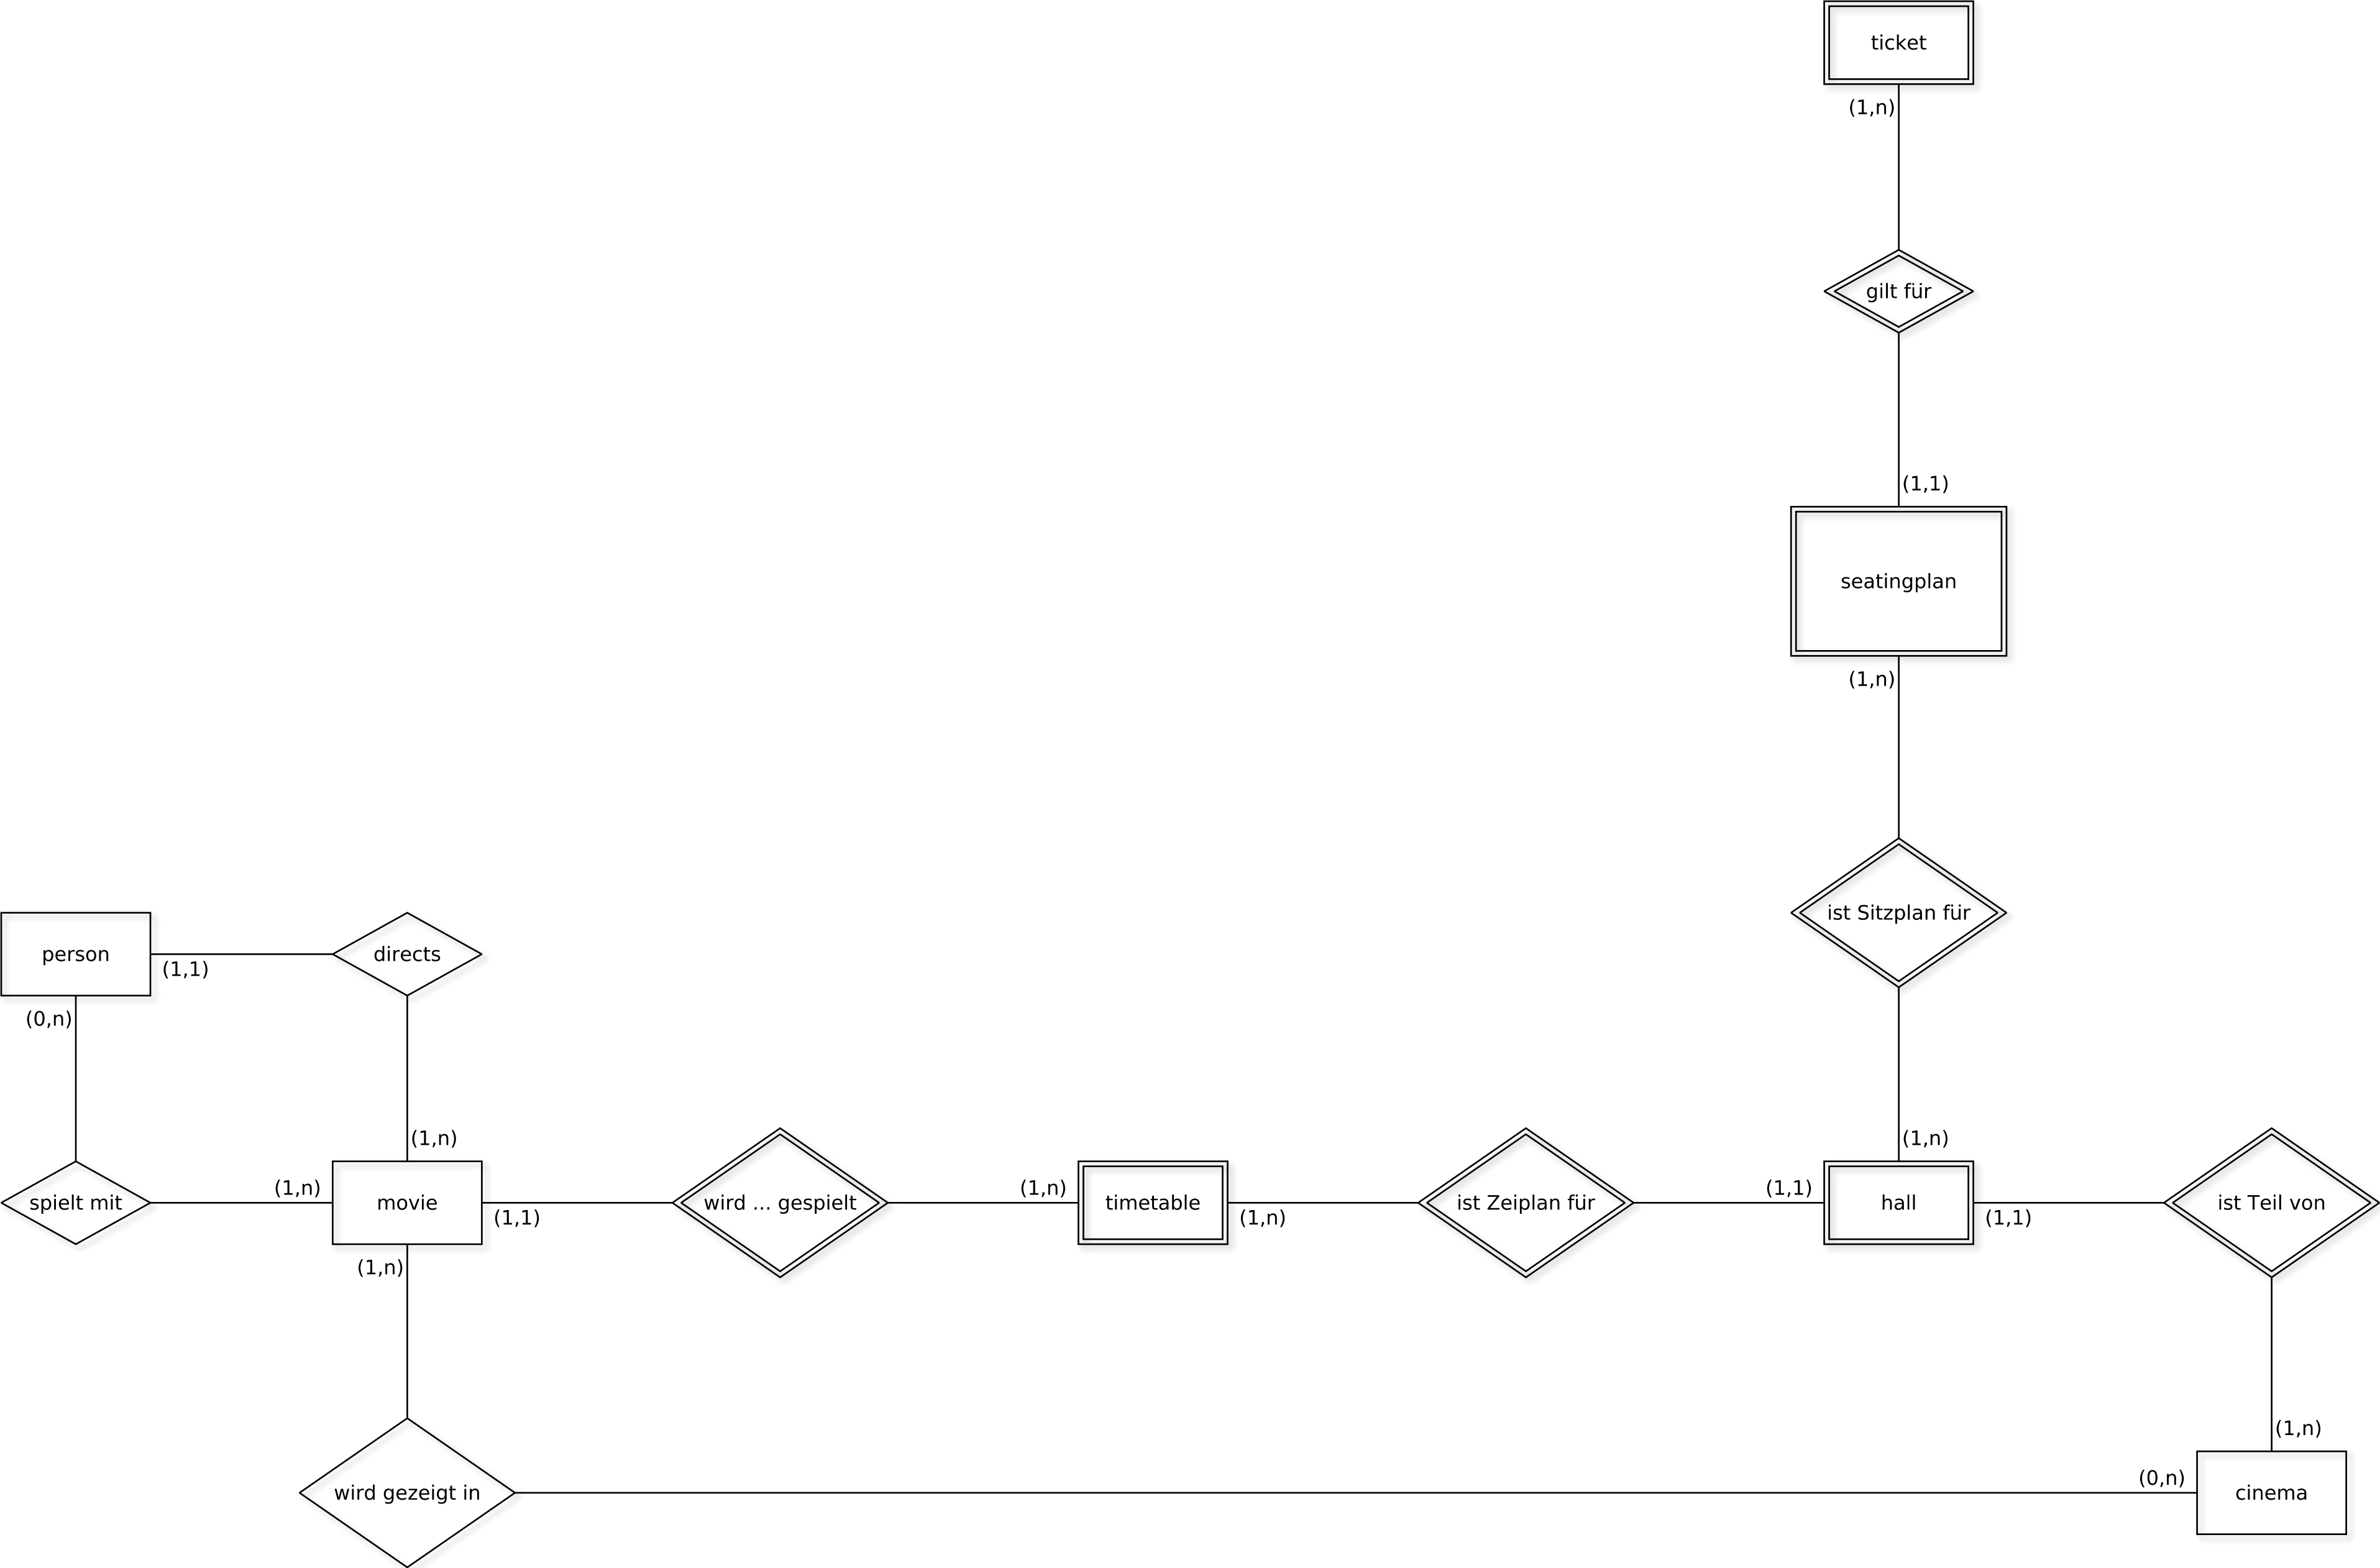 ticket
(1,n)
gilt für
(1,1)
seatingplan
(1,n)
ist Sitzplan für
person
directs
(1,1)
(0,n)
(1,n)
(1,n)
spielt mit
(1,n)
movie
(1,1)
wird ... gespielt
(1,n)
timetable
(1,n)
ist Zeiplan für
(1,1)
hall
(1,1)
ist Teil von
(1,n)
(1,n)
(0,n)
wird gezeigt in
cinema